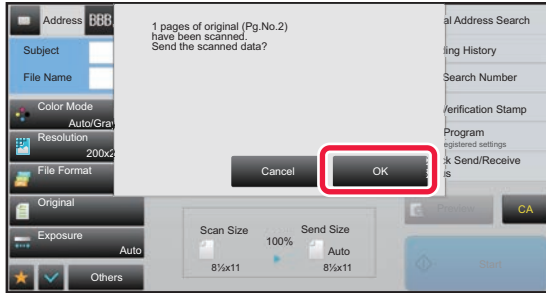 Address BBB
Subject
File Name
Color Mode
Auto/Gray
Resolution
200x2
File Format
Original
Exposure
Auto
Others
1 pages of original (Pg.No.2)
have been scanned.
Send the scanned data?
Cancel
OK
Scan Size
100%
Send Size
Auto
8½x11
8½x11
al Address Search
ing History
Search Number
Verification Stamp
Program
egistered settings
k Send/Receive
s
Preview
CA
Start